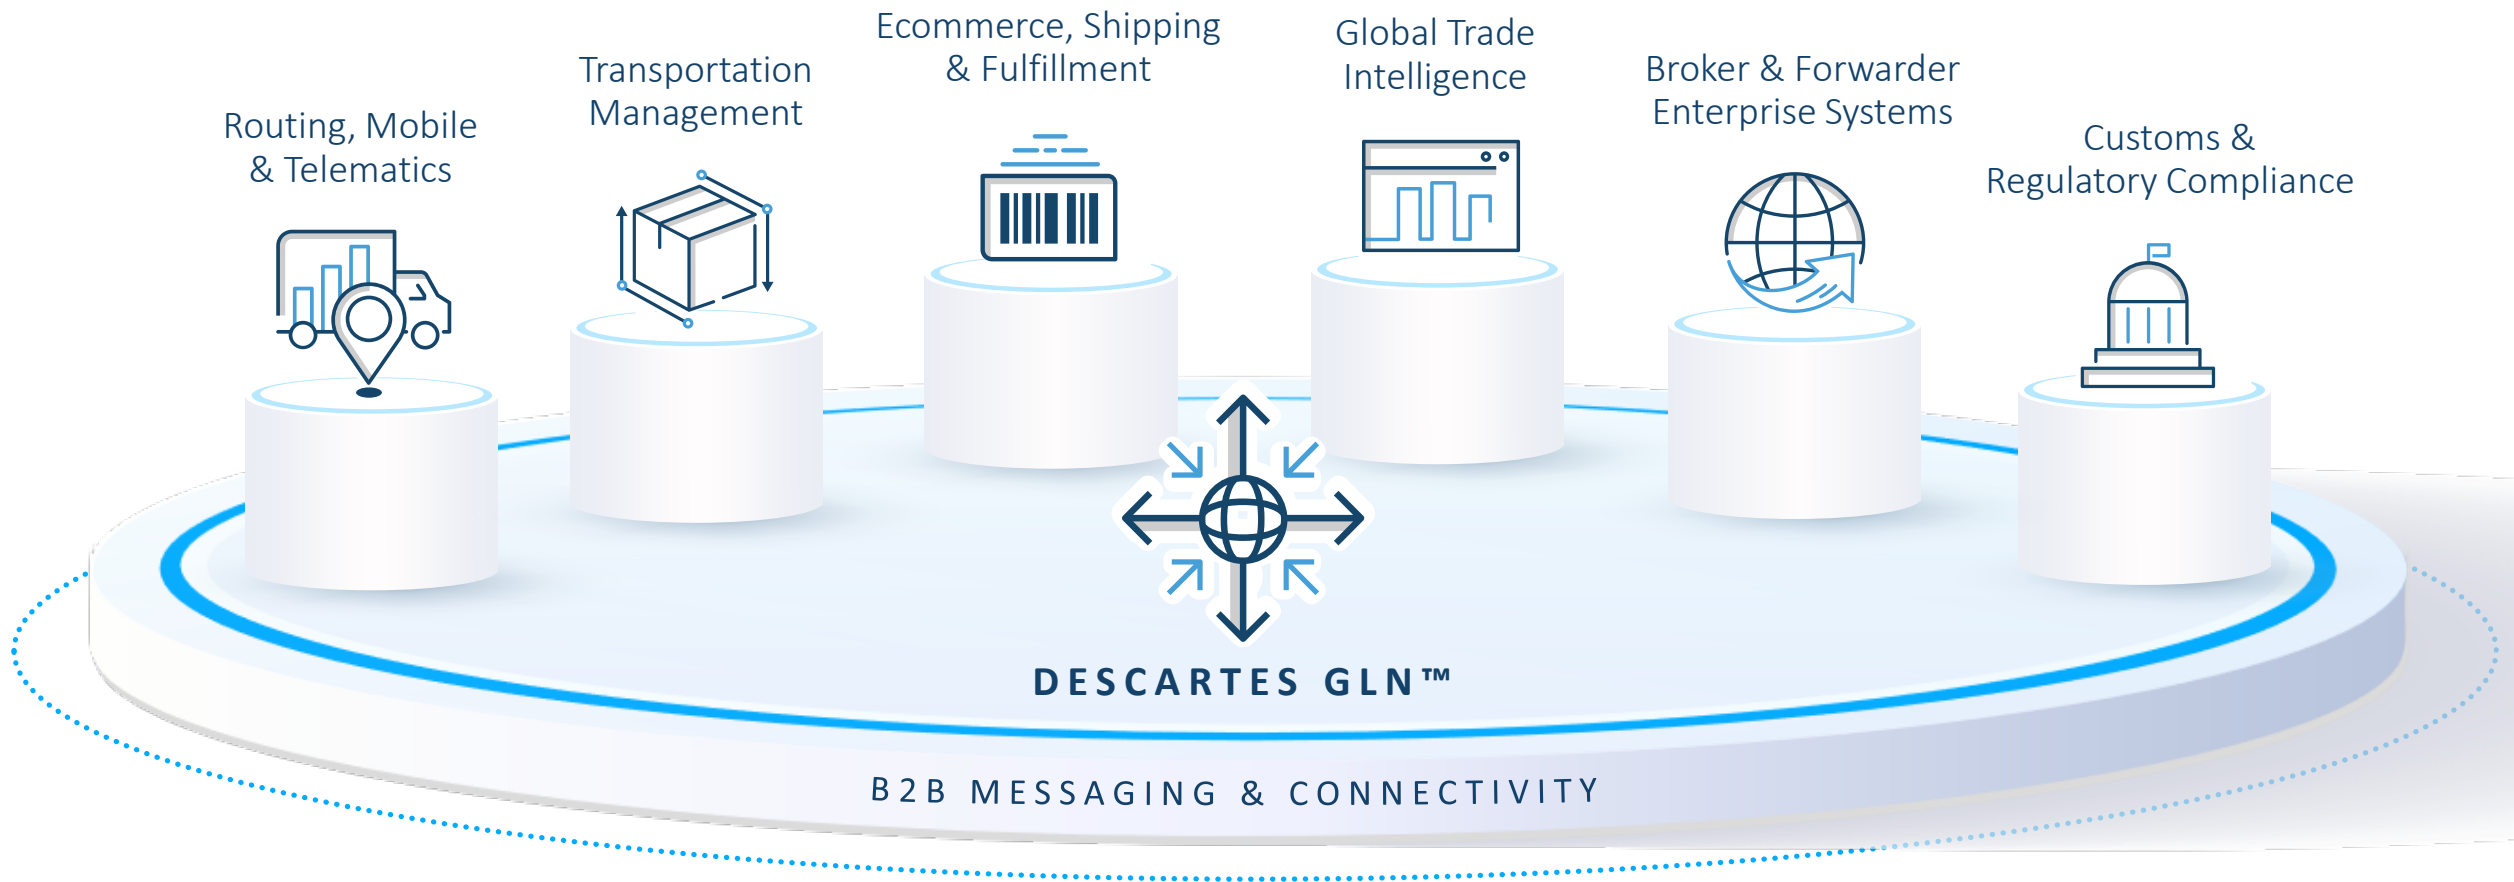 Routing, Mobile
& Telematics
Transportation
Management
Ecommerce, Shipping
& Fulfillment
Global Trade
Intelligence
Broker & Forwarder
Enterprise Systems
Customs &
Regulatory Compliance
DESCARTES GLN™
B2B MESSAGING & CONNECTIVITY